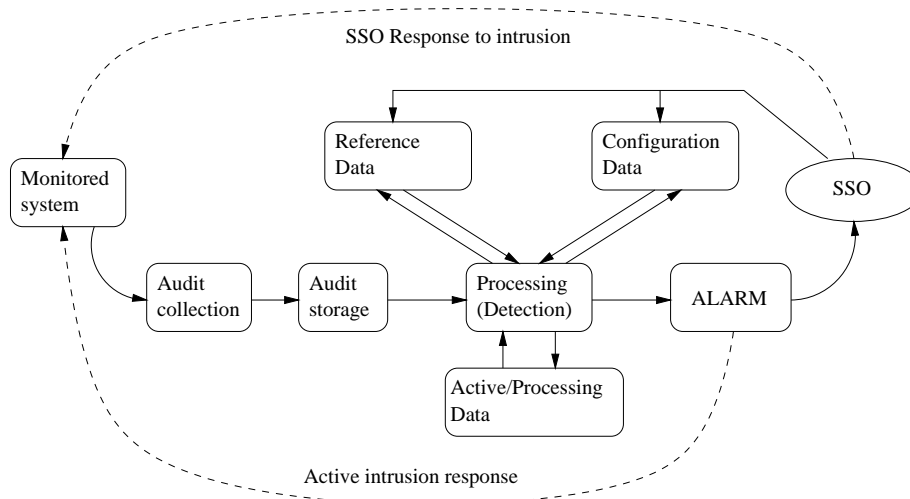 SSO Response to intrusion
Reference
Data
Configuration
Data
Monitored
system
SSO
Audit
collection
Audit
storage
Processing
(Detection)
ALARM
Active/Processing
Data
Active intrusion response